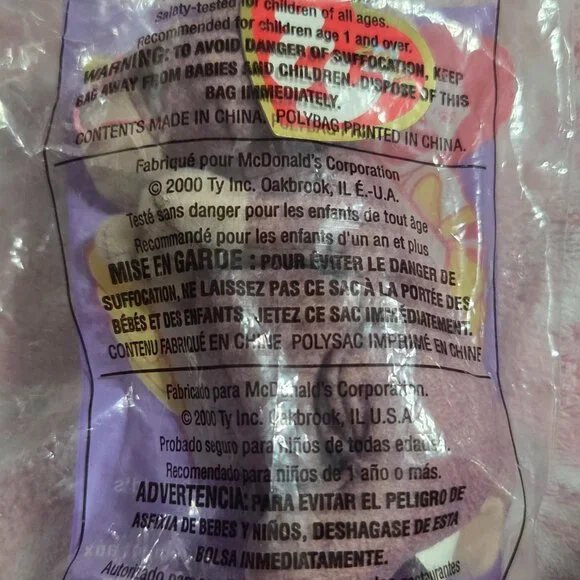 Safety-tested for children of all ages.
Recommended for children age 1 and over.
WARNING: TO AVOID DANGER OF SUFFOCATION, KEEP
BAG AWAY FROM BABIES AND CHILDREN. DISPOSE OF THIS
BAG IMMEDIATELY.
CONTENTS MADE IN CHINA. POLYBAG PRINTED IN CHINA.
Fabriqué pour McDonald's Corporation
© 2000 Ty Inc. Oakbrook, IL É.-U.A.
Testé sans danger pour les enfants de tout âge
Recommandé pour les enfants d'un an et plus
MISE EN GARDE : POUR ÉVITER LE DANGER DE
SUFFOCATION, NE LAISSEZ PAS CE SAC À LA PORTÉE DES
BÉBÉS ET DES ENFANTS. JETEZ CE SAC IMMÉDIATEMENT.
CONTENU FABRIQUÉ EN CHINE POLYSAC IMPRIMÉ EN CHINE
Fabricado para McDonald's Corporation.
© 2000 Ty Inc. Oakbrook, IL U.S.A
Probado seguro para niños de todas edades.
Recomendado para niños de 1 año o más.
ADVERTENCIA: PARA EVITAR EL PELIGRO DE
ASFIXIA DE BEBES Y NIÑOS, DESHAGASE DE ESTA
BOLSA INMEDIATAMENTE.
Autorizado para restaurantes